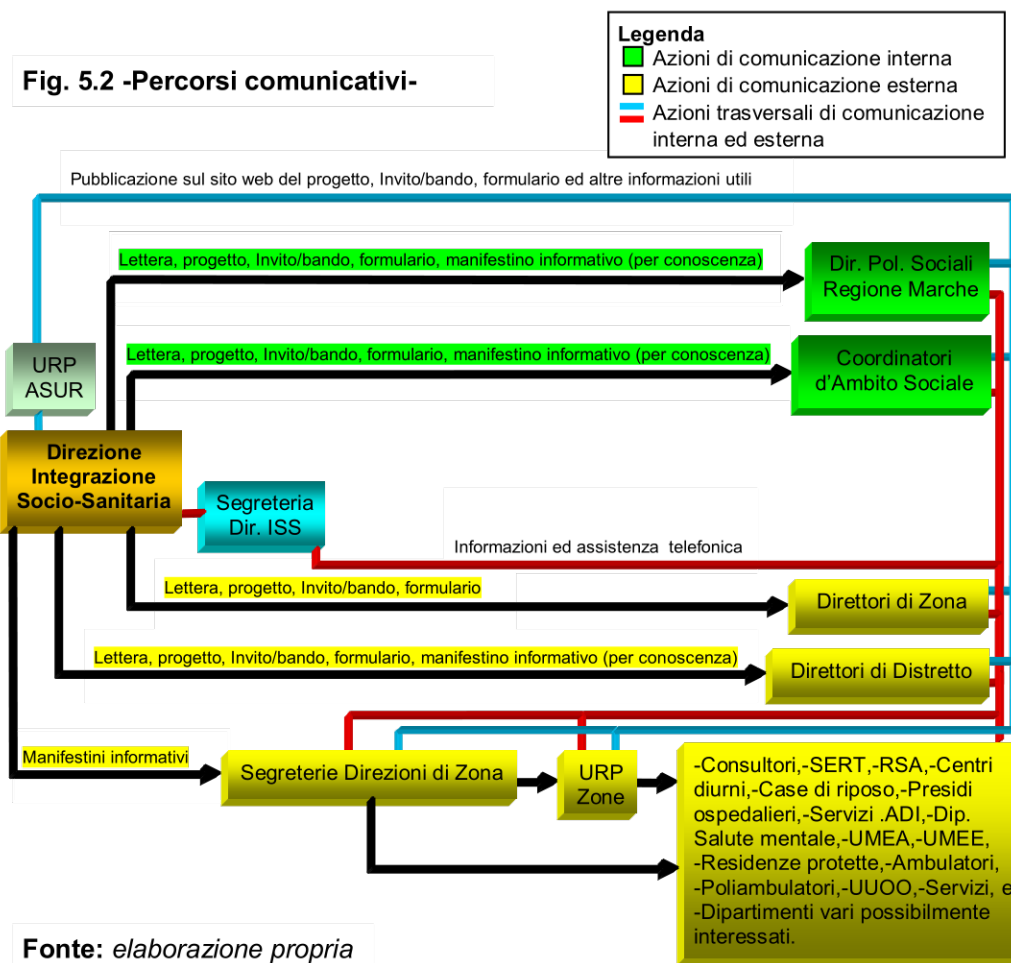 Fig. 5.2 -Percorsi comunicativi-
Legenda
Azioni di comunicazione interna
Azioni di comunicazione esterna
Azioni trasversali di comunicazione
interna ed esterna
Pubblicazione sul sito web del progetto, Invito/bando, formulario ed altre informazioni utili
Lettera, progetto, Invito/bando, formulario, manifestino informativo (per conoscenza)
Dir. Pol. Sociali
Regione Marche
URP
ASUR
Lettera, progetto, Invito/bando, formulario, manifestino informativo (per conoscenza)
Coordinatori
d'Ambito Sociale
Direzione
Integrazione
Socio-Sanitaria
Segreteria
Dir. ISS
Informazioni ed assistenza telefonica
Lettera, progetto, Invito/bando, formulario
Direttori di Zona
Lettera, progetto, Invito/bando, formulario, manifestino informativo (per conoscenza)
Direttori di Distretto
Manifestini informativi
Segreterie Direzioni di Zona
URP
Zone
-Consultori,-SERT,-RSA,-Centri
diurni,-Case di riposo,-Presidi
ospedalieri,-Servizi .ADI,-Dip.
Salute mentale,-UMEA,-UMEE,
-Residenze protette,-Ambulatori,
-Poliambulatori,-UUOO,-Servizi, e
-Dipartimenti vari possibilmente
interessati.
Fonte: elaborazione propria